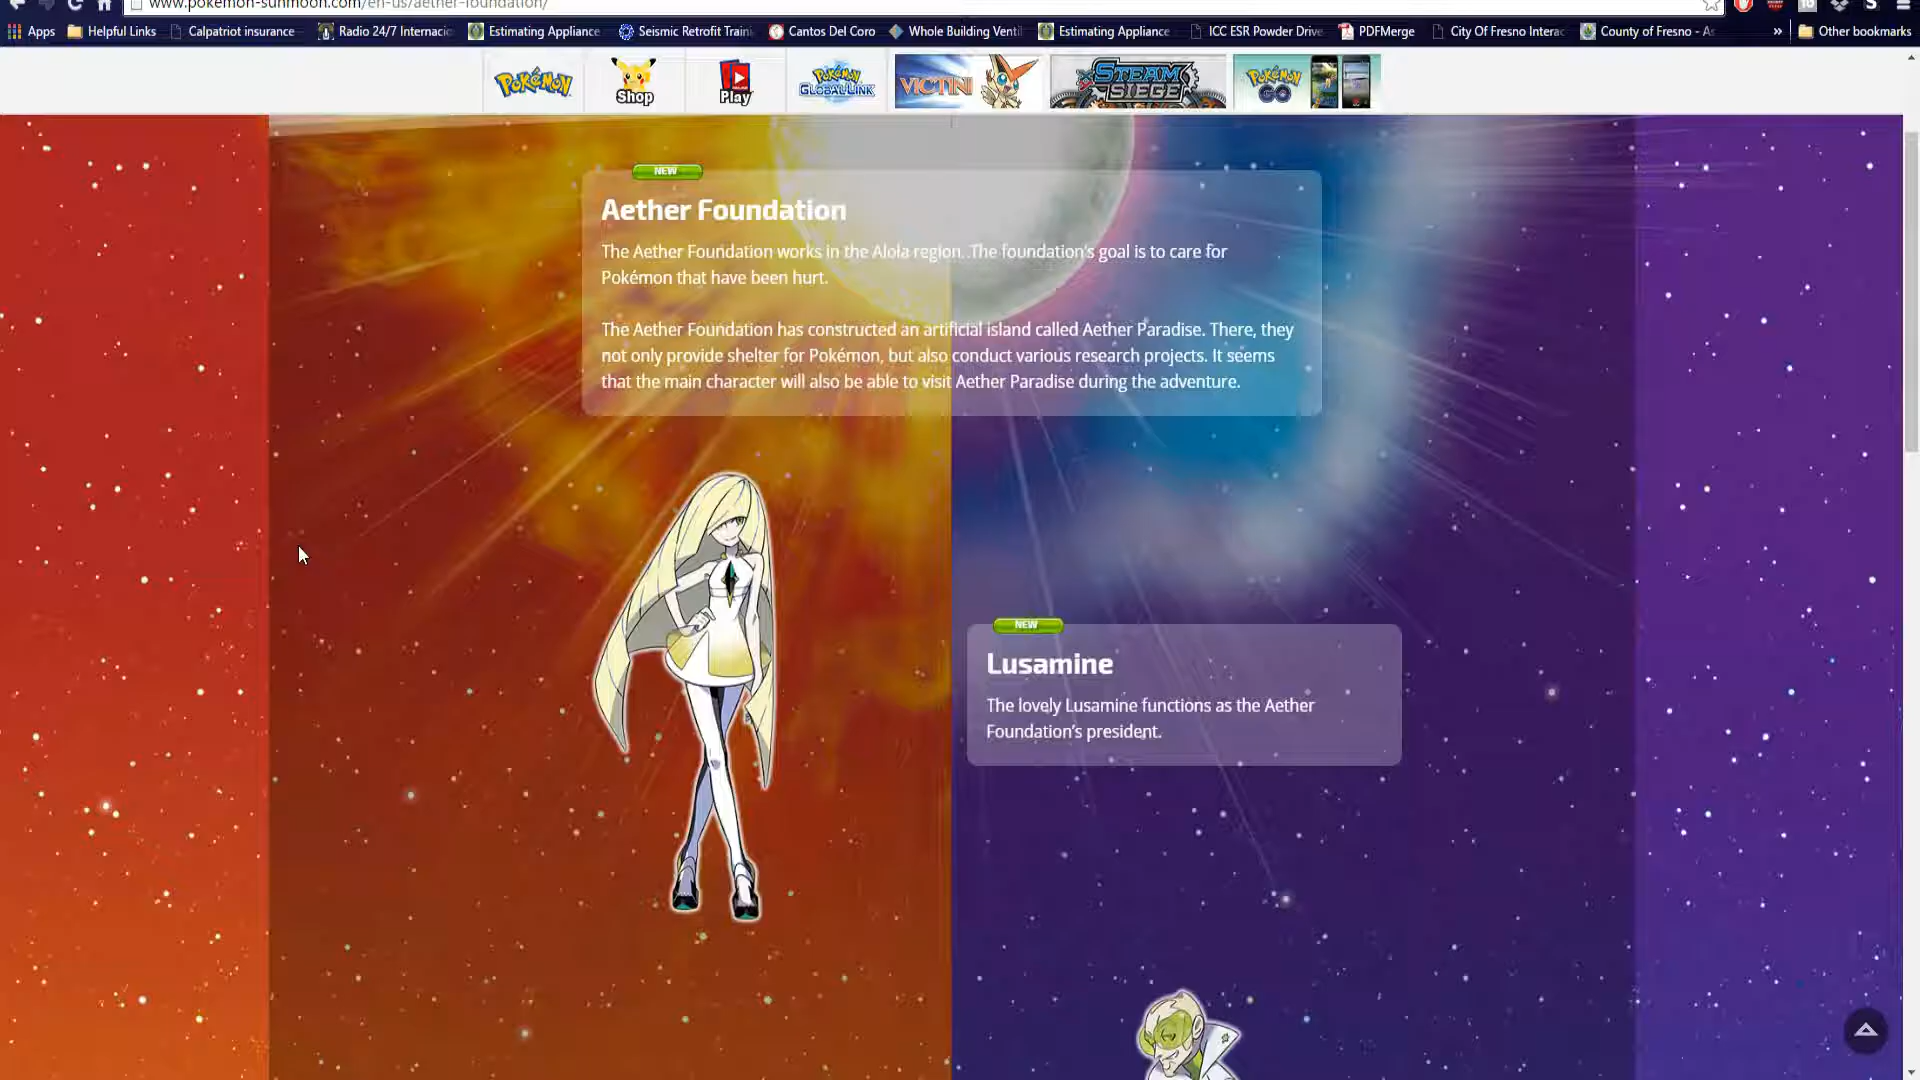 www.pokemon-sunmoon.com/en-us/aether-foundation/
Apps Helpful Links Calpatriot insurance Radio 24/7 Internacio Estimating Appliance Seismic Retrofit Traini Cantos Del Coro Whole Building Venti Estimating Appliance ICC ESR Powder Drive PDFMerge City Of Fresno Interac County of Fresno - As » Other bookmarks
Pokémon Shop Play Pokémon GLOBAL LINK VICTINI STEAM SIEGE POKÉMON GO
NEW
Aether Foundation
The Aether Foundation works in the Alola region. The foundation's goal is to care for
Pokémon that have been hurt.
The Aether Foundation has constructed an artificial island called Aether Paradise. There, they
not only provide shelter for Pokémon, but also conduct various research projects. It seems
that the main character will also be able to visit Aether Paradise during the adventure.
NEW
Lusamine
The lovely Lusamine functions as the Aether
Foundation's president.